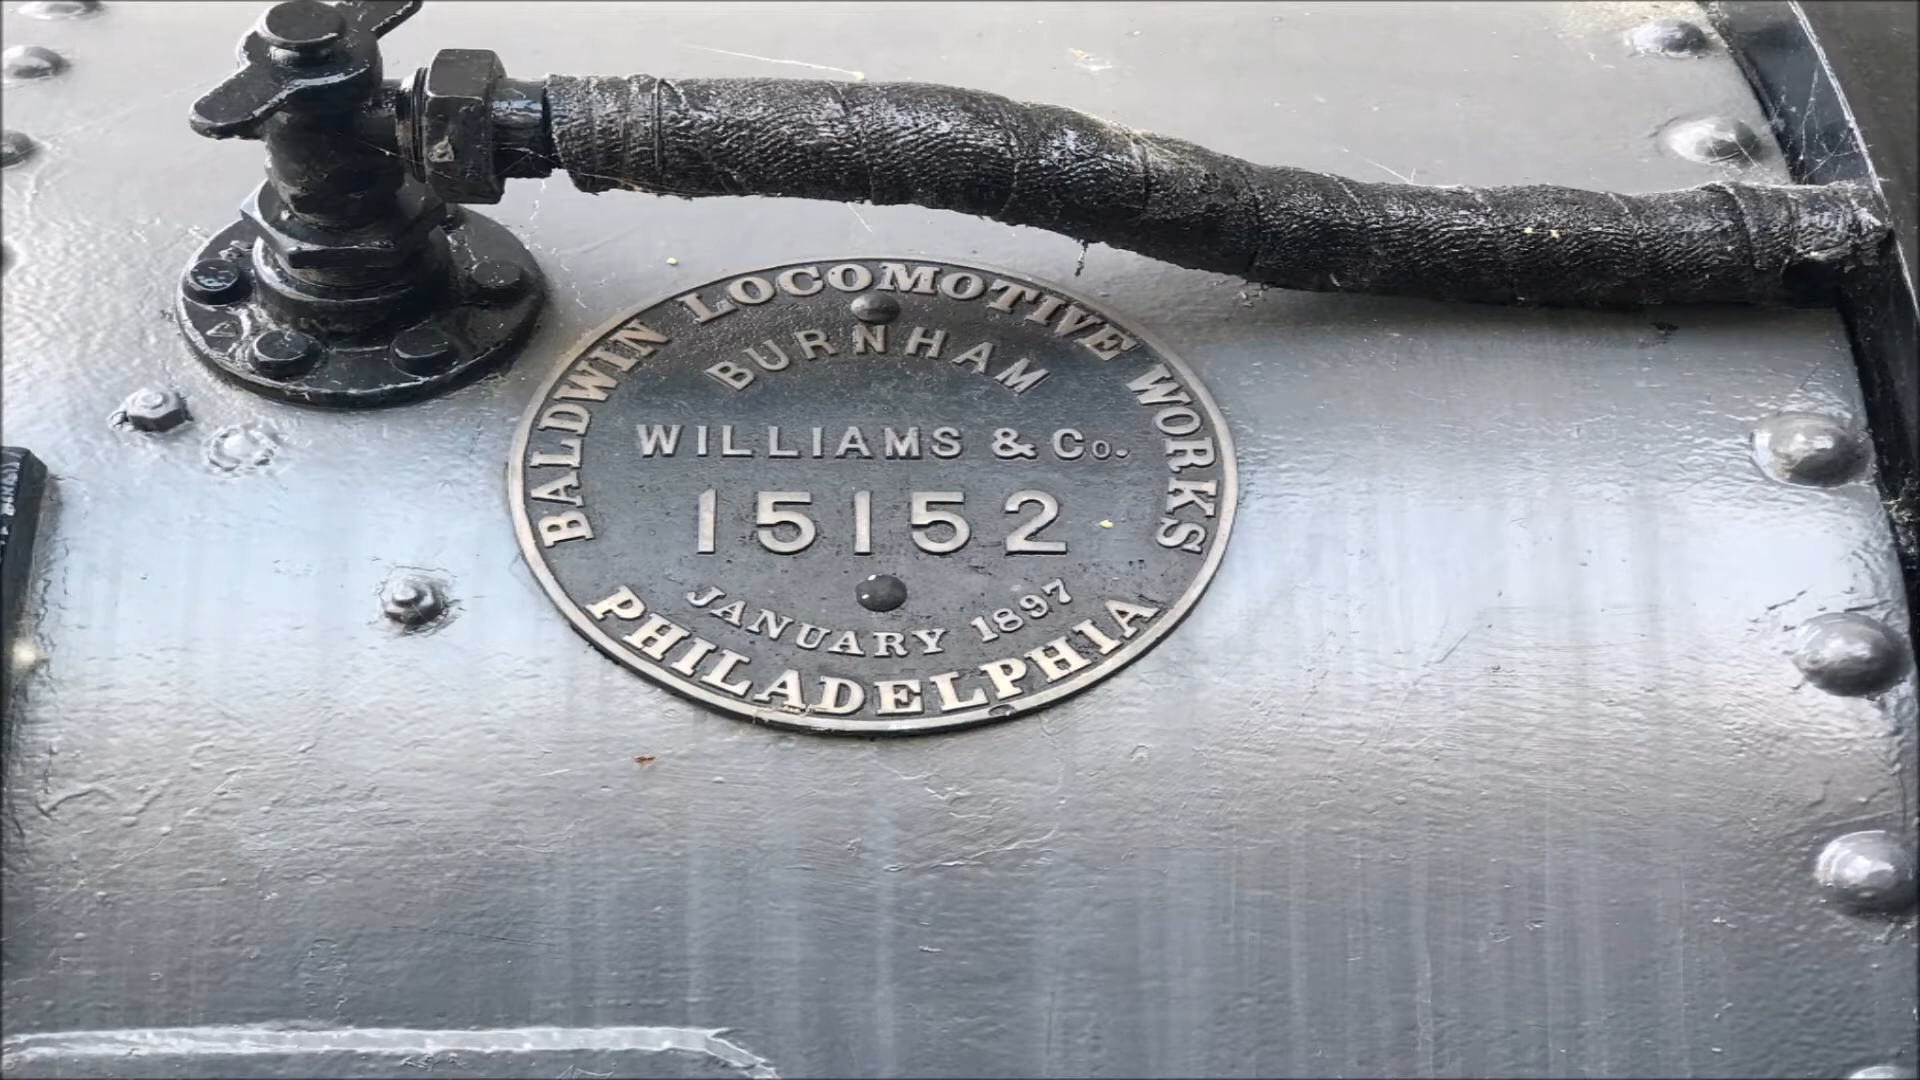 BALDWIN LOCOMOTIVE WORKS
BURNHAM
WILLIAMS & Co.
15152
JANUARY 1897
PHILADELPHIA